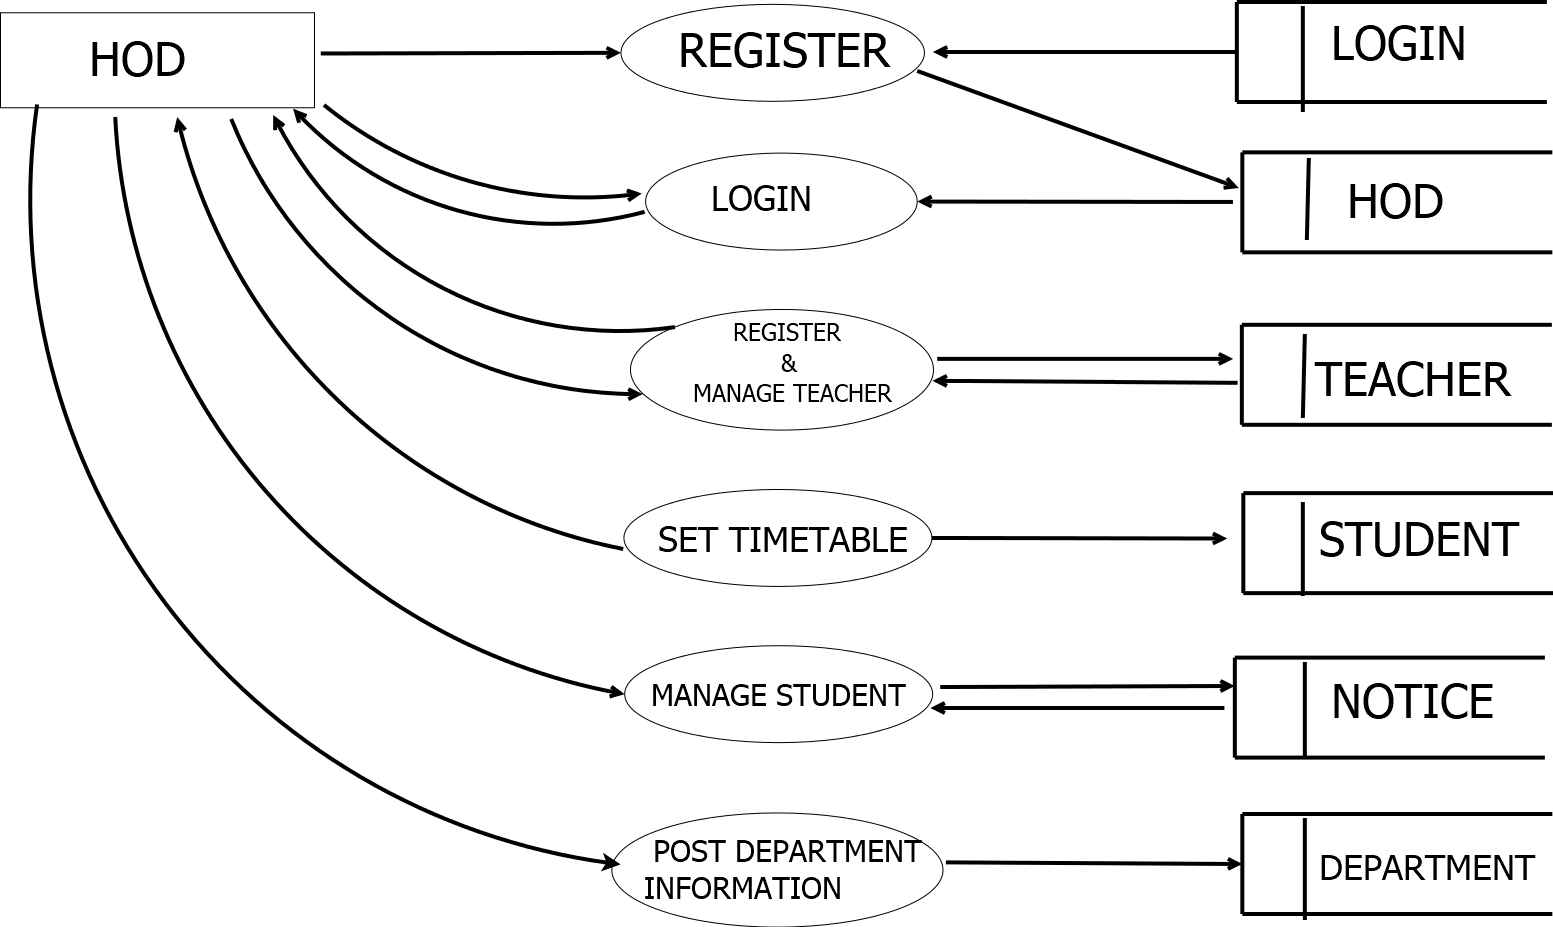 HOD
REGISTER
LOGIN
LOGIN
HOD
REGISTER
&
MANAGE TEACHER
TEACHER
SET TIMETABLE
STUDENT
MANAGE STUDENT
NOTICE
POST DEPARTMENT
INFORMATION
DEPARTMENT